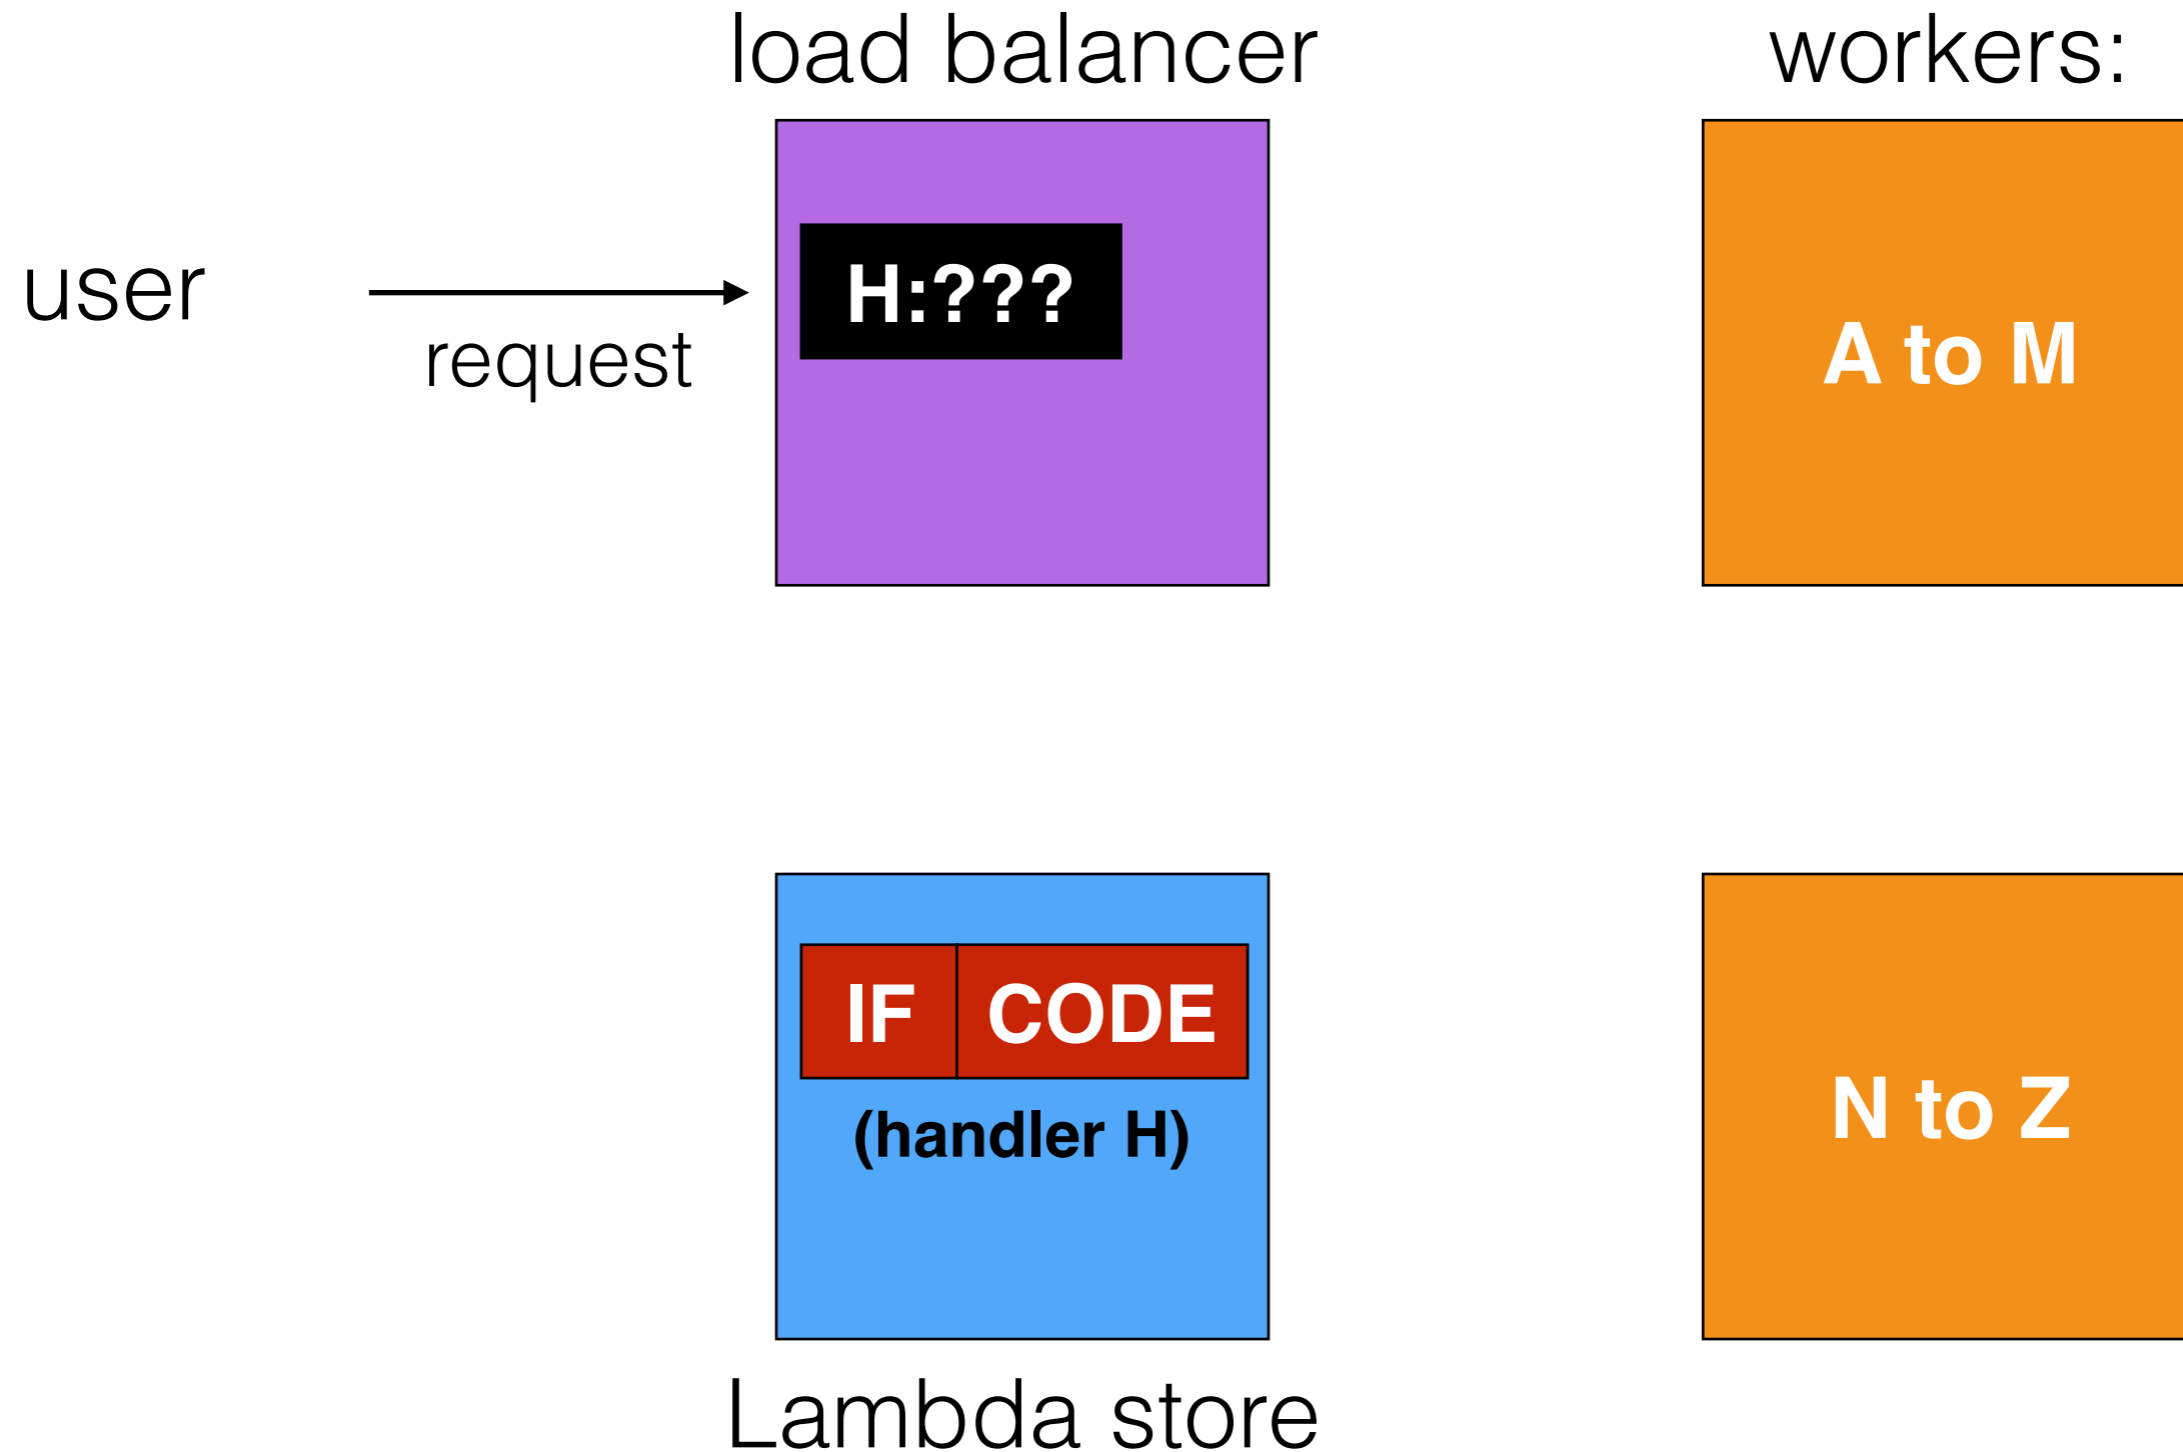 load balancer
workers:
user
request
H:???
A to M
IF CODE
(handler H)
N to Z
Lambda store